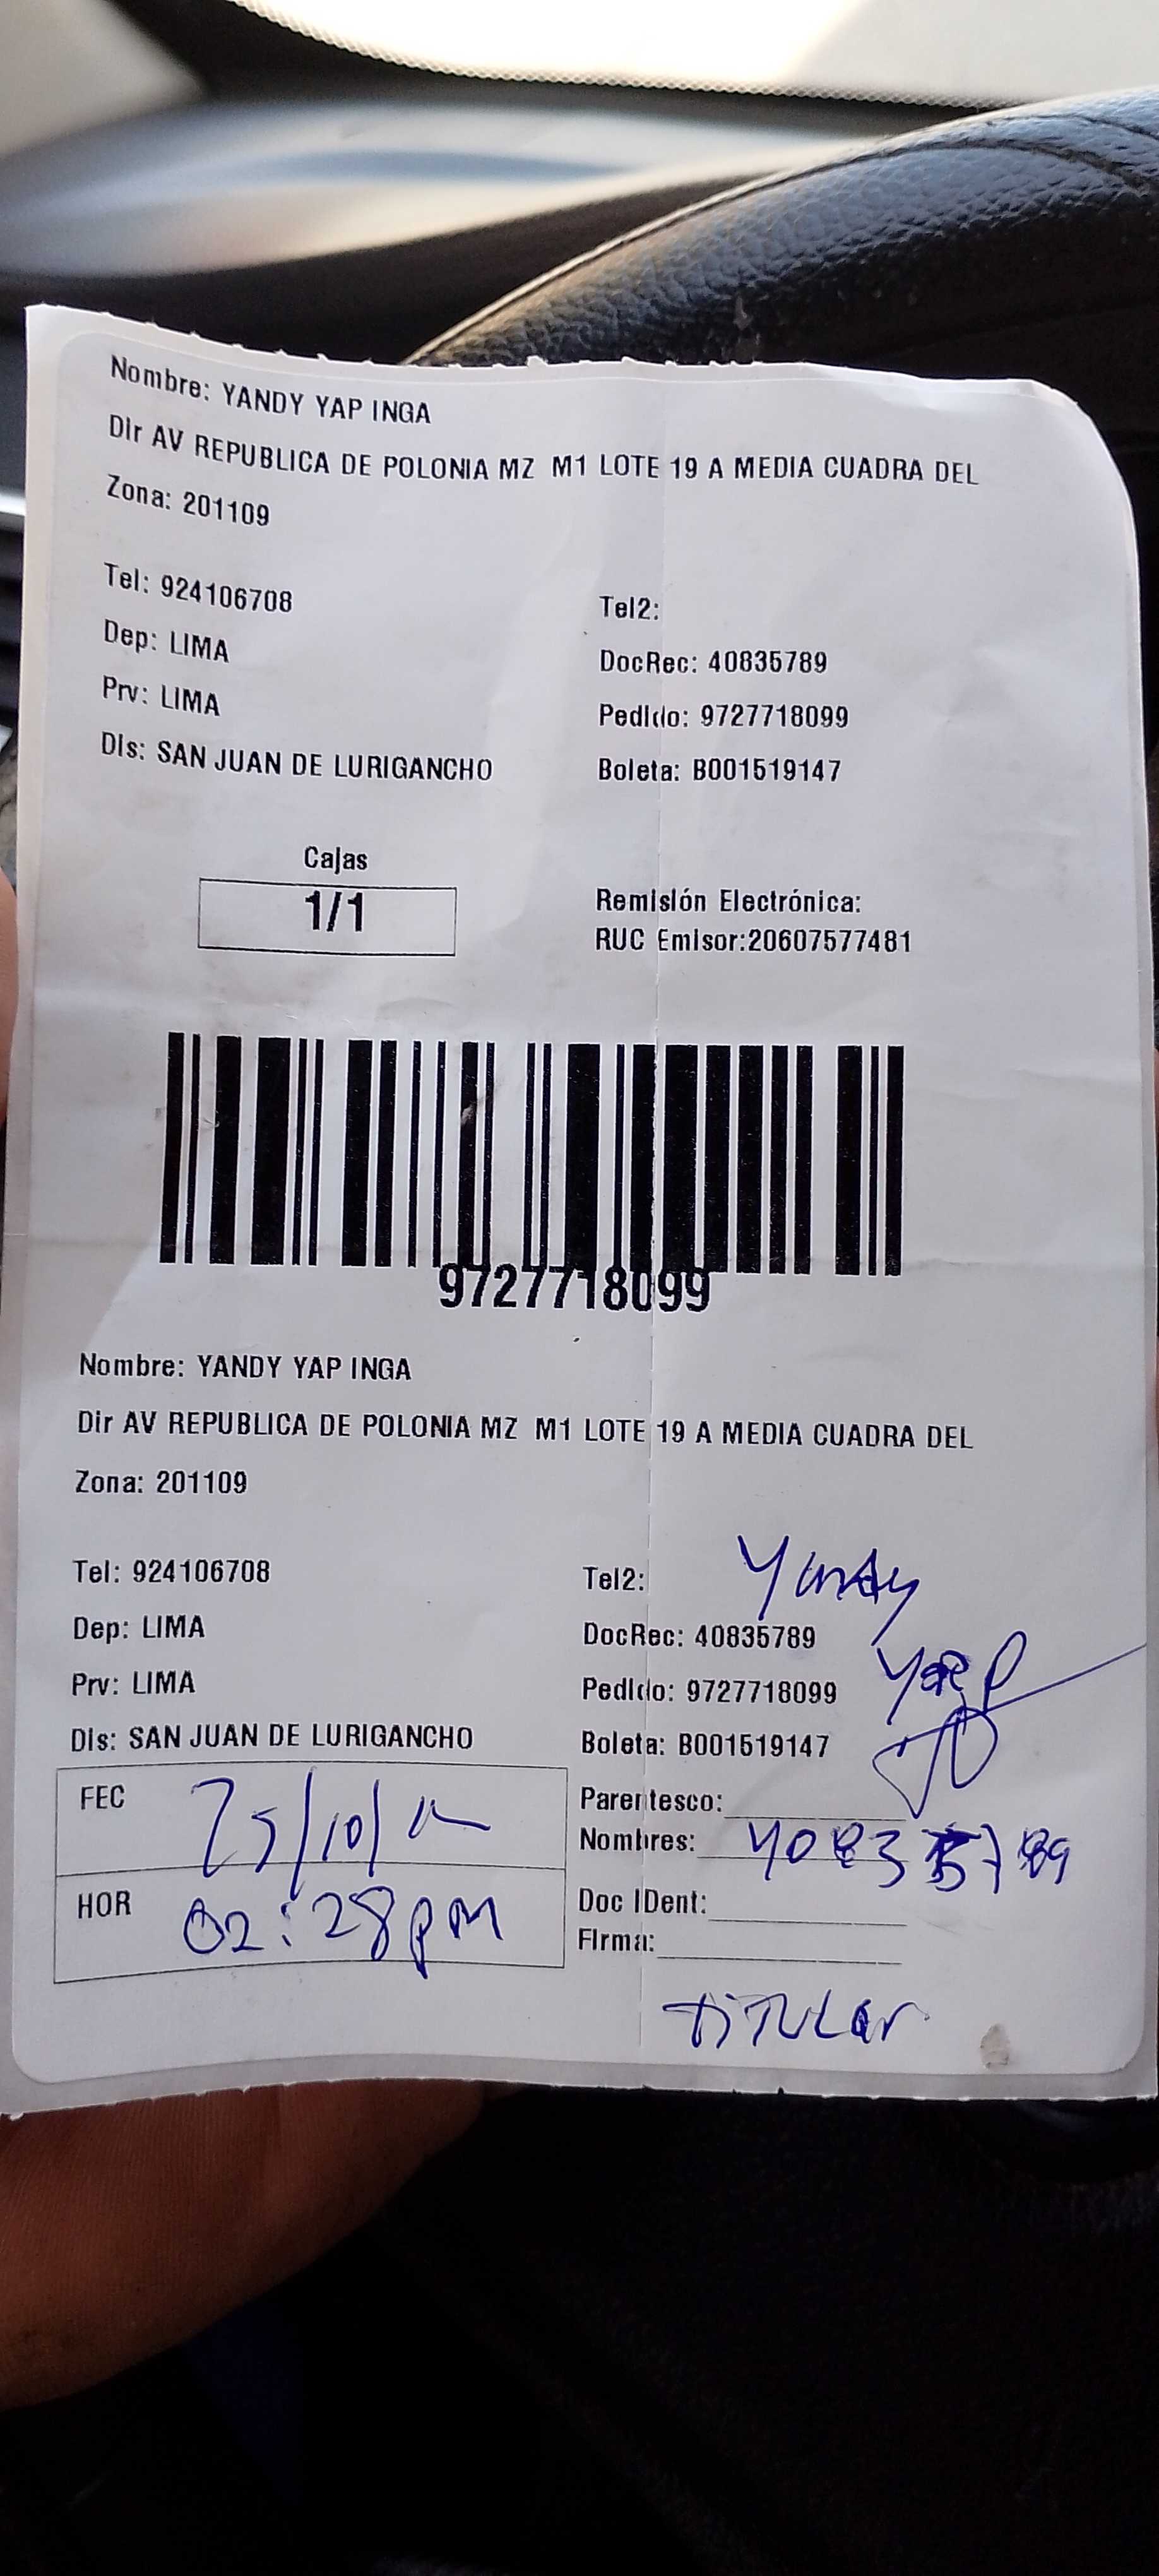 Nombre: YANDY YAP INGA
Dir AV REPUBLICA DE POLONIA MZ M1 LOTE 19 A MEDIA CUADRA DEL
Zona: 201109
Tel: 924106708
Tel2:
Dep: LIMA
DocRec: 40835789
Prv: LIMA
Pedido: 9727718099
Dis: SAN JUAN DE LURIGANCHO
Boleta: B001519147
Cajas
1/1
Remisión Electrónica:
RUC Emisor:20607577481
9727718099
Nombre: YANDY YAP INGA
Dir AV REPUBLICA DE POLONIA MZ M1 LOTE 19 A MEDIA CUADRA DEL
Zona: 201109
Tel: 924106708
Tel2:
Yandy
Dep: LIMA
DocRec: 40835789
Yap
Prv: LIMA
Pedido: 9727718099
Dis: SAN JUAN DE LURIGANCHO
Boleta: B001519147
FEC 25/10/
Parentesco:
Nombres: 40835789
HOR 02:28pm
Doc IDent:
Firma:
TiTULar